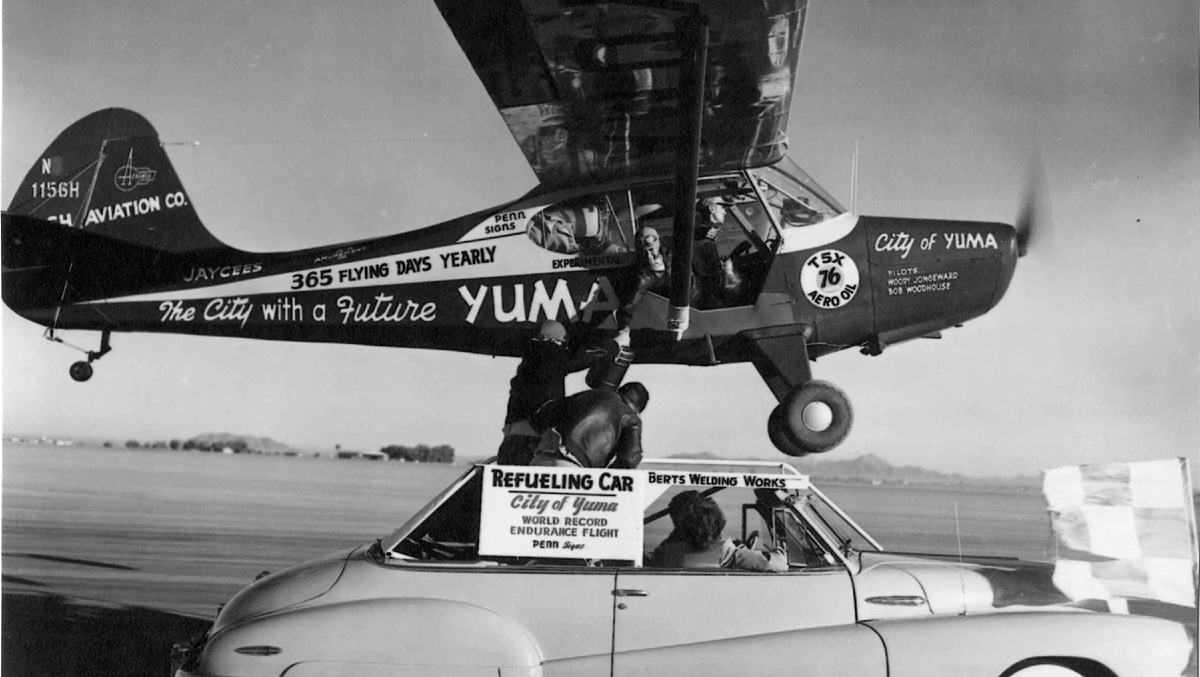 N
1156H
AVIATION CO.
PENN
SIGNS
JAYCEES
365 FLYING DAYS YEARLY
EXPERIMENTAL
The City with a Future YUMA
TSX
76
AERO OIL
City of YUMA
PILOTS
WOODY JONGEWARD
BOB WOODHOUSE
REFUELING CAR
City of Yuma
WORLD RECORD
ENDURANCE FLIGHT
PENN Signs
BERTS WELDING WORKS